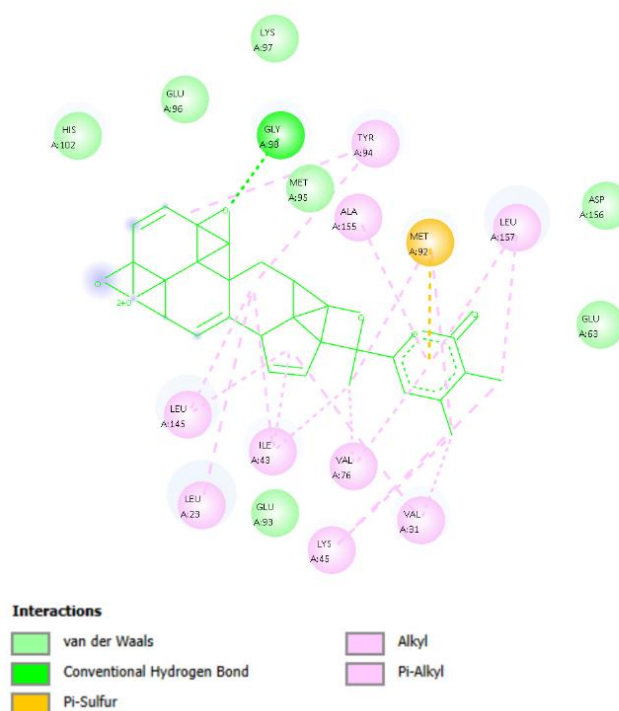 LYS
A:97
GLU
A:96
HIS
A:102
GLY
A:98
TYR
A:94
MET
A:95
ALA
A:155
MET
A:92
LEU
A:157
ASP
A:156
GLU
A:63
O
O
O
O
O
O
LEU
A:145
ILE
A:43
VAL
A:76
LEU
A:23
GLU
A:93
LYS
A:45
VAL
A:31
Interactions
van der Waals
Conventional Hydrogen Bond
Pi-Sulfur
Alkyl
Pi-Alkyl